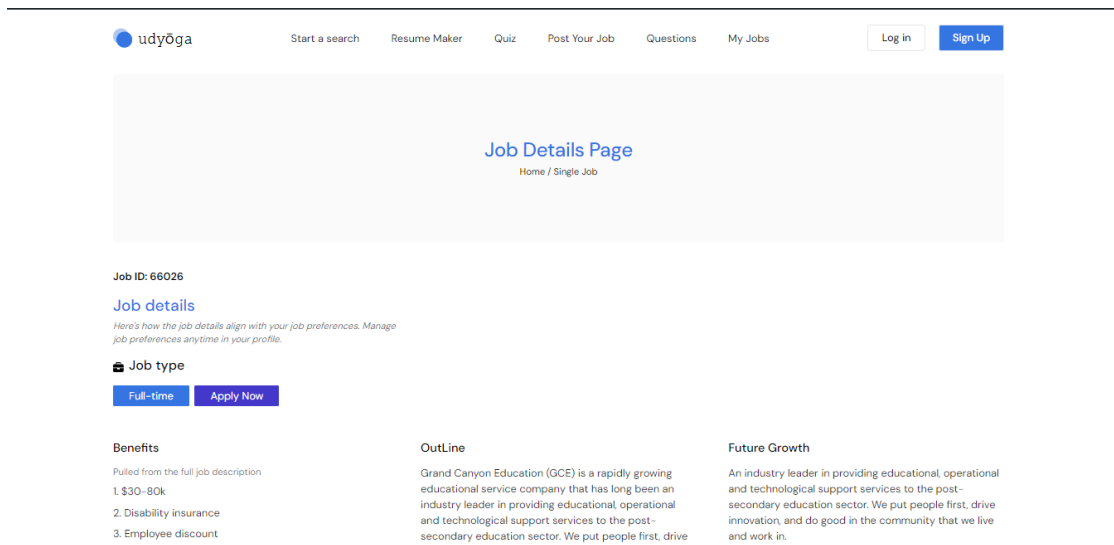 udyōga
Start a search Resume Maker Quiz Post Your Job Questions My Jobs Log in Sign Up
Job Details Page
Home / Single Job
Job ID: 66026
Job details
Here's how the job details align with your job preferences. Manage
job preferences anytime in your profile.
Job type
Full-time Apply Now
Benefits
Pulled from the full job description
1. $30-80k
2. Disability insurance
3. Employee discount
OutLine
Grand Canyon Education (GCE) is a rapidly growing
educational service company that has long been an
industry leader in providing educational, operational
and technological support services to the post-
secondary education sector. We put people first, drive
Future Growth
An industry leader in providing educational, operational
and technological support services to the post-
secondary education sector. We put people first, drive
innovation, and do good in the community that we live
and work in.